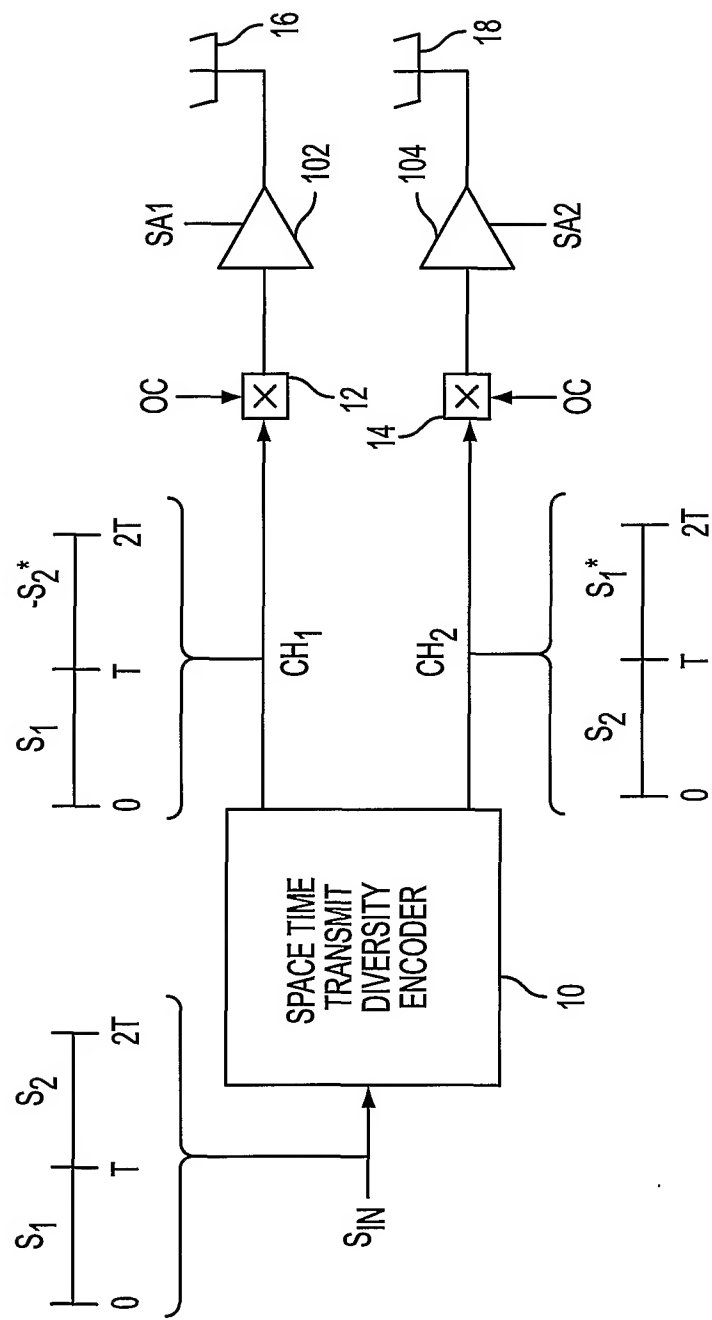 S1 S2
0 T 2T
SIN
SPACE TIME
TRANSMIT
DIVERSITY
ENCODER
10
S1 -S2*
0 T 2T
CH1
CH2
S2 S1*
0 T 2T
OC
12
14
OC
SA1
102
104
SA2
16
18